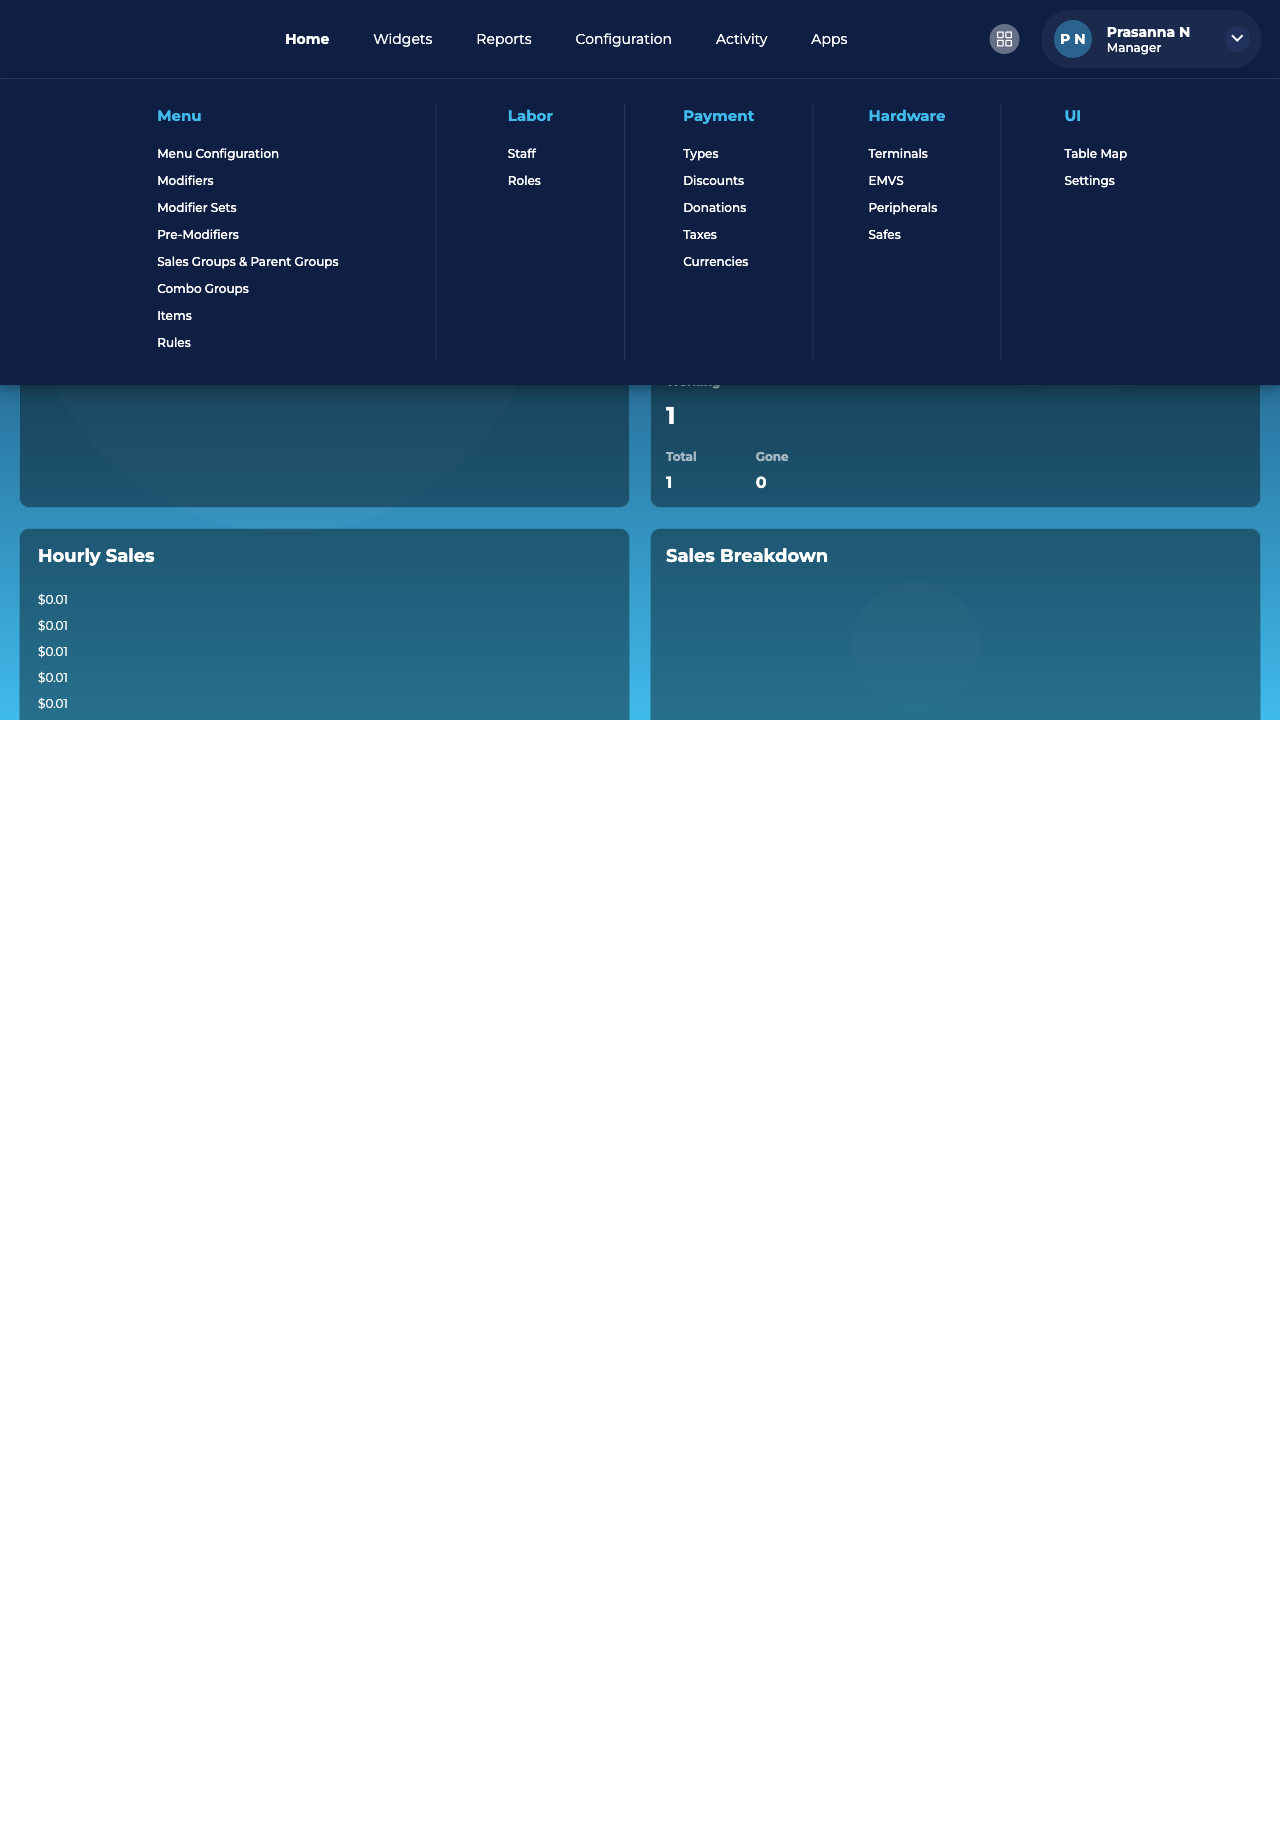 Home Widgets Reports Configuration Activity Apps
P N Prasanna N
Manager
Menu
Menu Configuration
Modifiers
Modifier Sets
Pre-Modifiers
Sales Groups & Parent Groups
Combo Groups
Items
Rules
Labor
Staff
Roles
Payment
Types
Discounts
Donations
Taxes
Currencies
Hardware
Terminals
EMVS
Peripherals
Safes
UI
Table Map
Settings
1
Total Gone
1 0
Hourly Sales
$0.01
$0.01
$0.01
$0.01
$0.01
Sales Breakdown